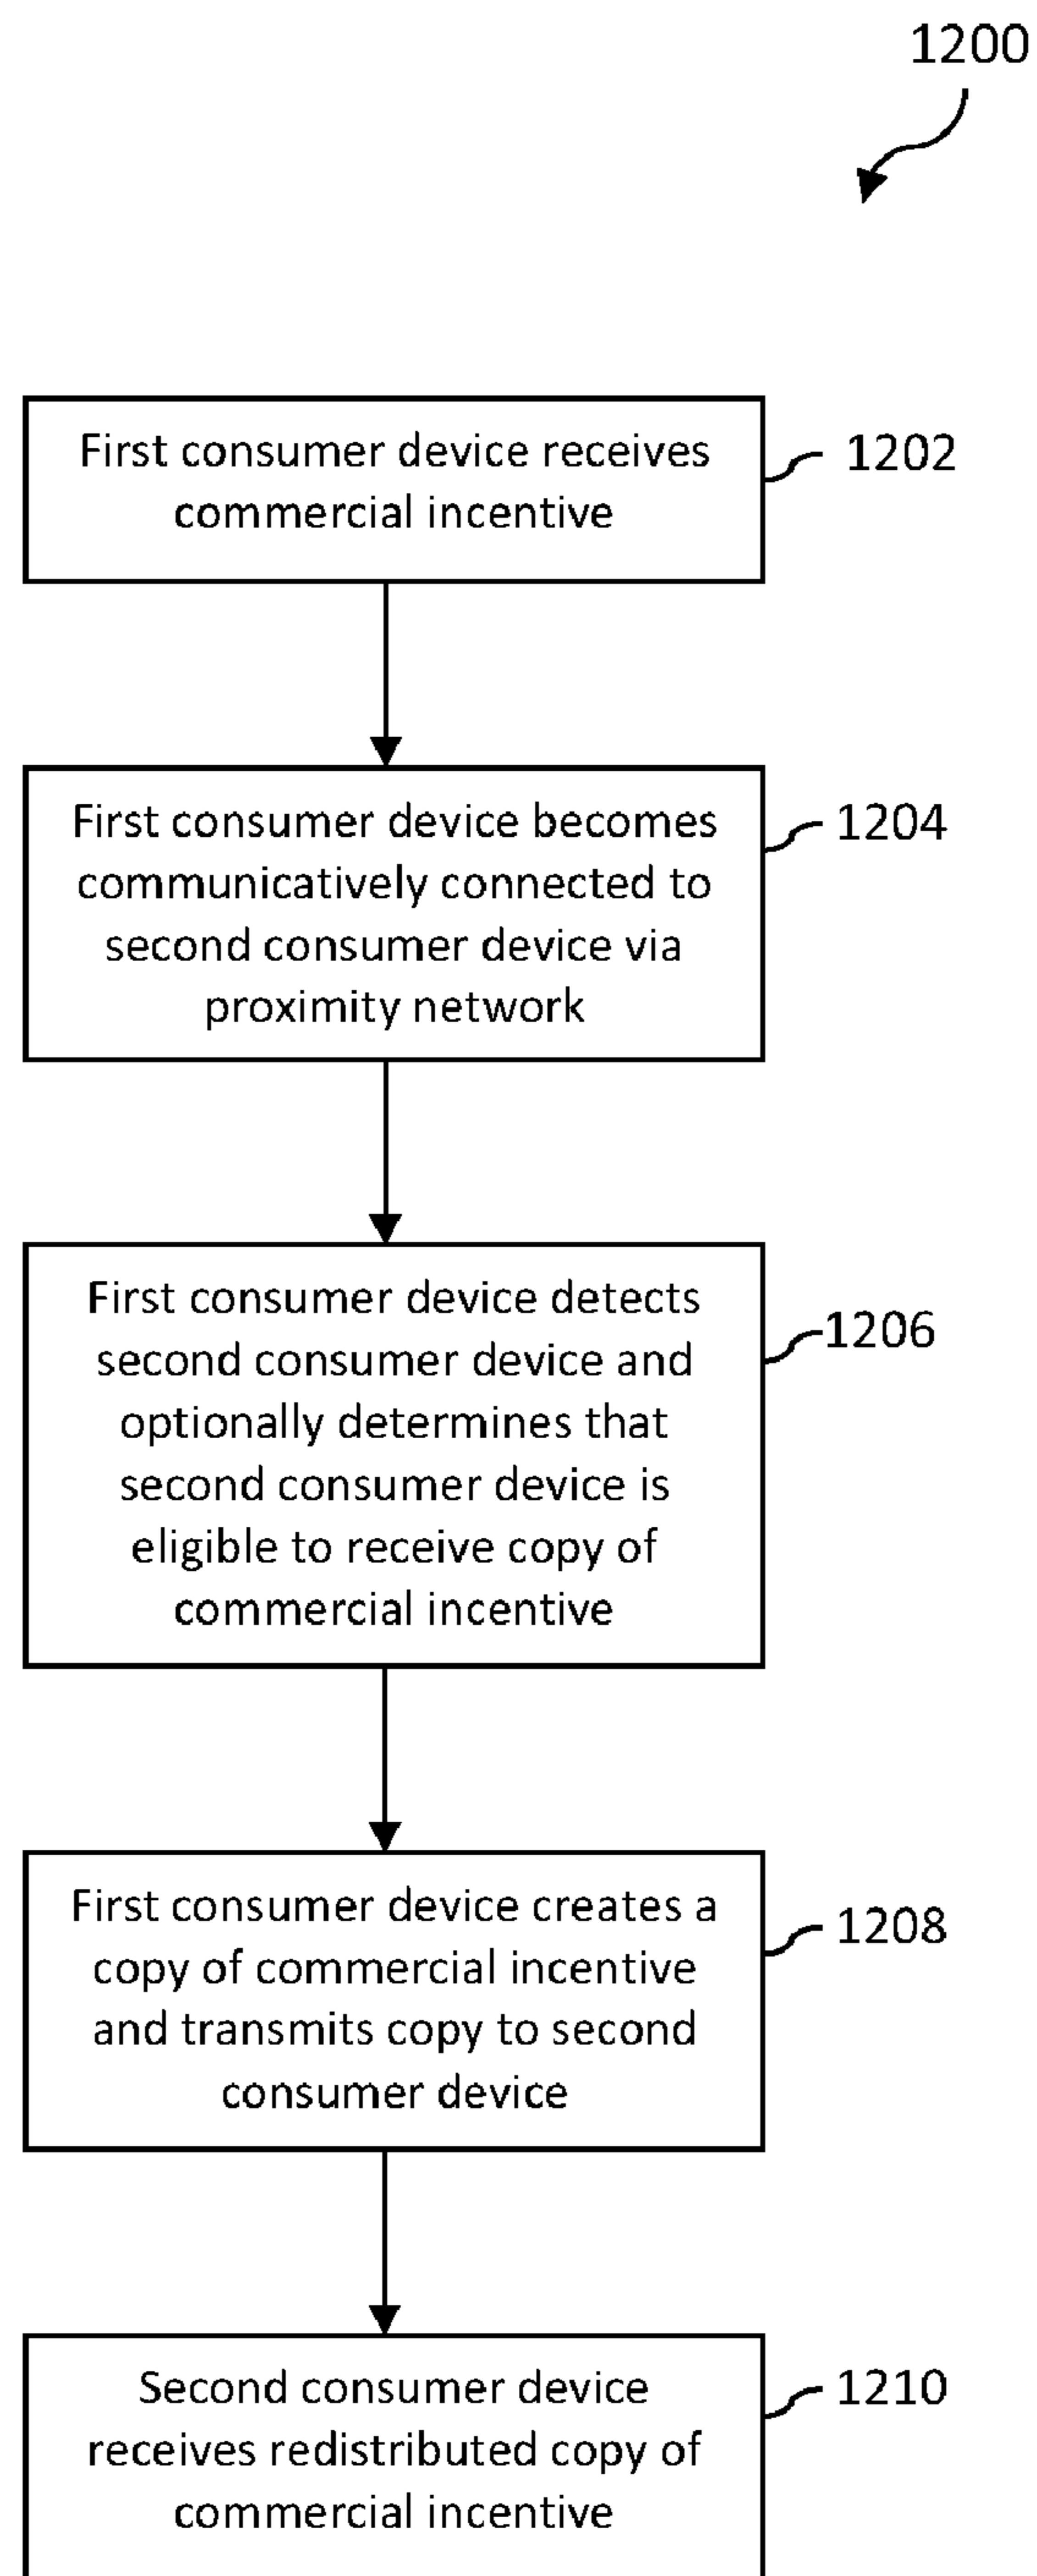 1200
First consumer device receives
commercial incentive
1202
First consumer device becomes
communicatively connected to
second consumer device via
proximity network
1204
First consumer device detects
second consumer device and
optionally determines that
second consumer device is
eligible to receive copy of
commercial incentive
1206
First consumer device creates a
copy of commercial incentive
and transmits copy to second
consumer device
1208
Second consumer device
receives redistributed copy of
commercial incentive
1210